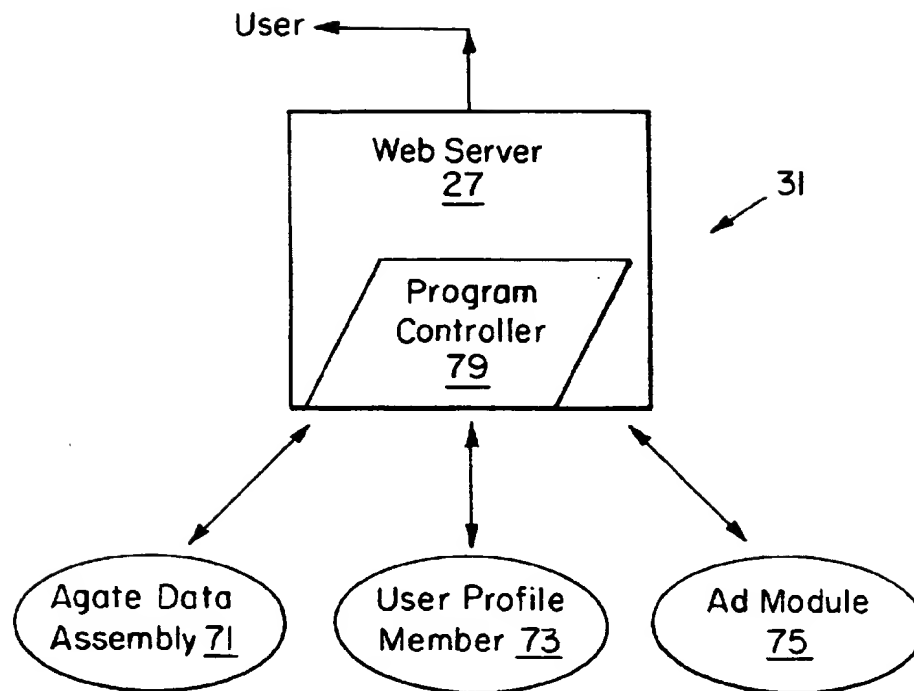 User
Web Server
27
31
Program
Controller
79
Agate Data
Assembly 71
User Profile
Member 73
Ad Module
75